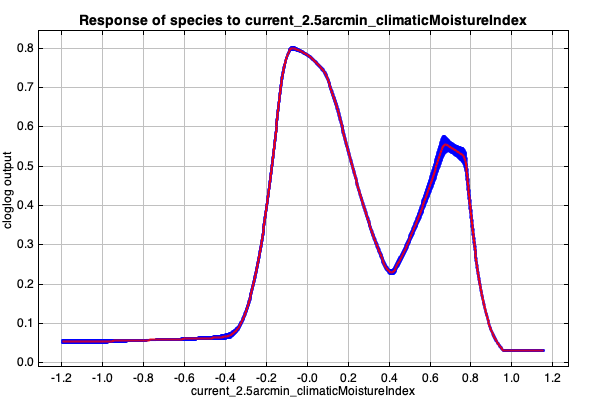 Response of species to current_2.5arcmin_climaticMoistureIndex
cloglog output
0.8
0.7
0.6
0.5
0.4
0.3
0.2
0.1
0.0
-1.2 -1.0 -0.8 -0.6 -0.4 -0.2 -0.0 0.2 0.4 0.6 0.8 1.0 1.2
current_2.5arcmin_climaticMoistureIndex